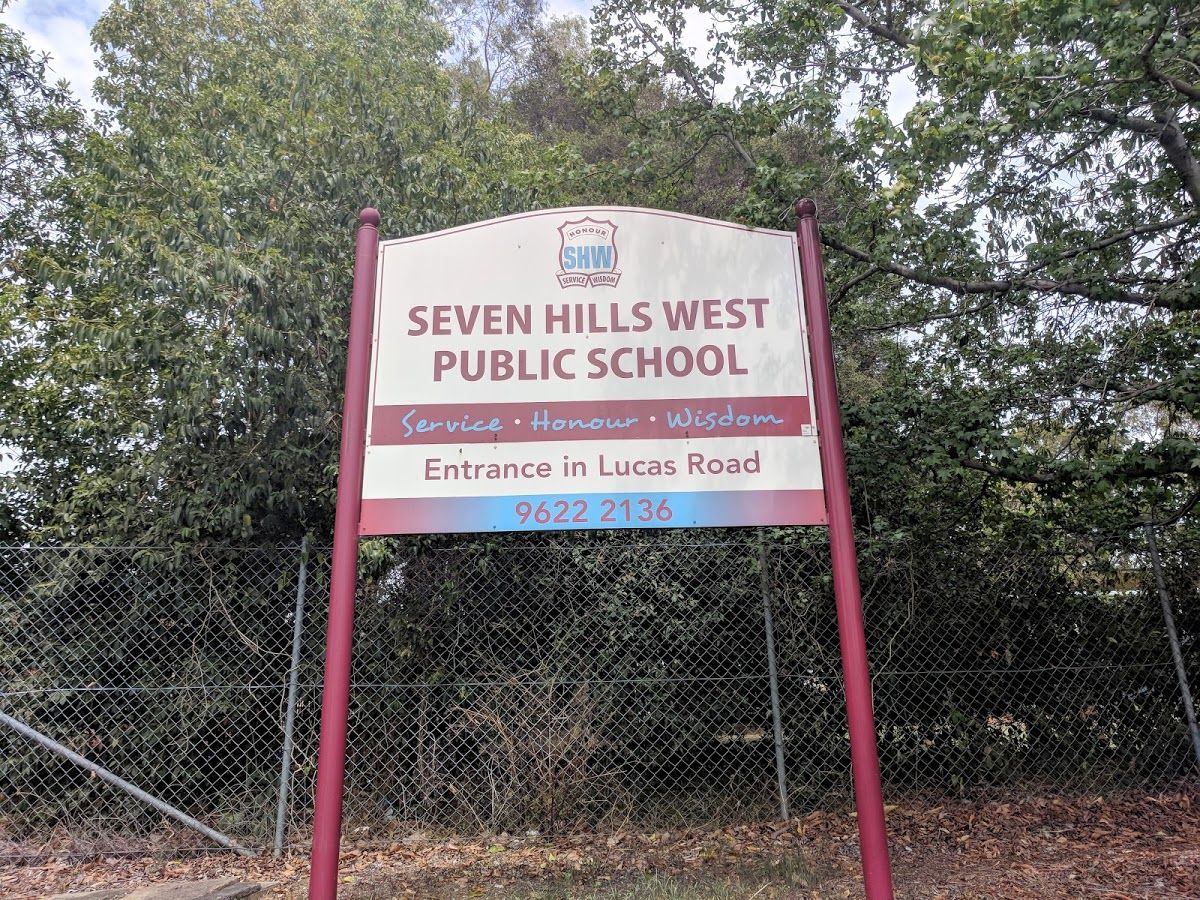 HONOUR
SHW
SERVICE WISDOM
SEVEN HILLS WEST
PUBLIC SCHOOL
Service · Honour · Wisdom
Entrance in Lucas Road
9622 2136